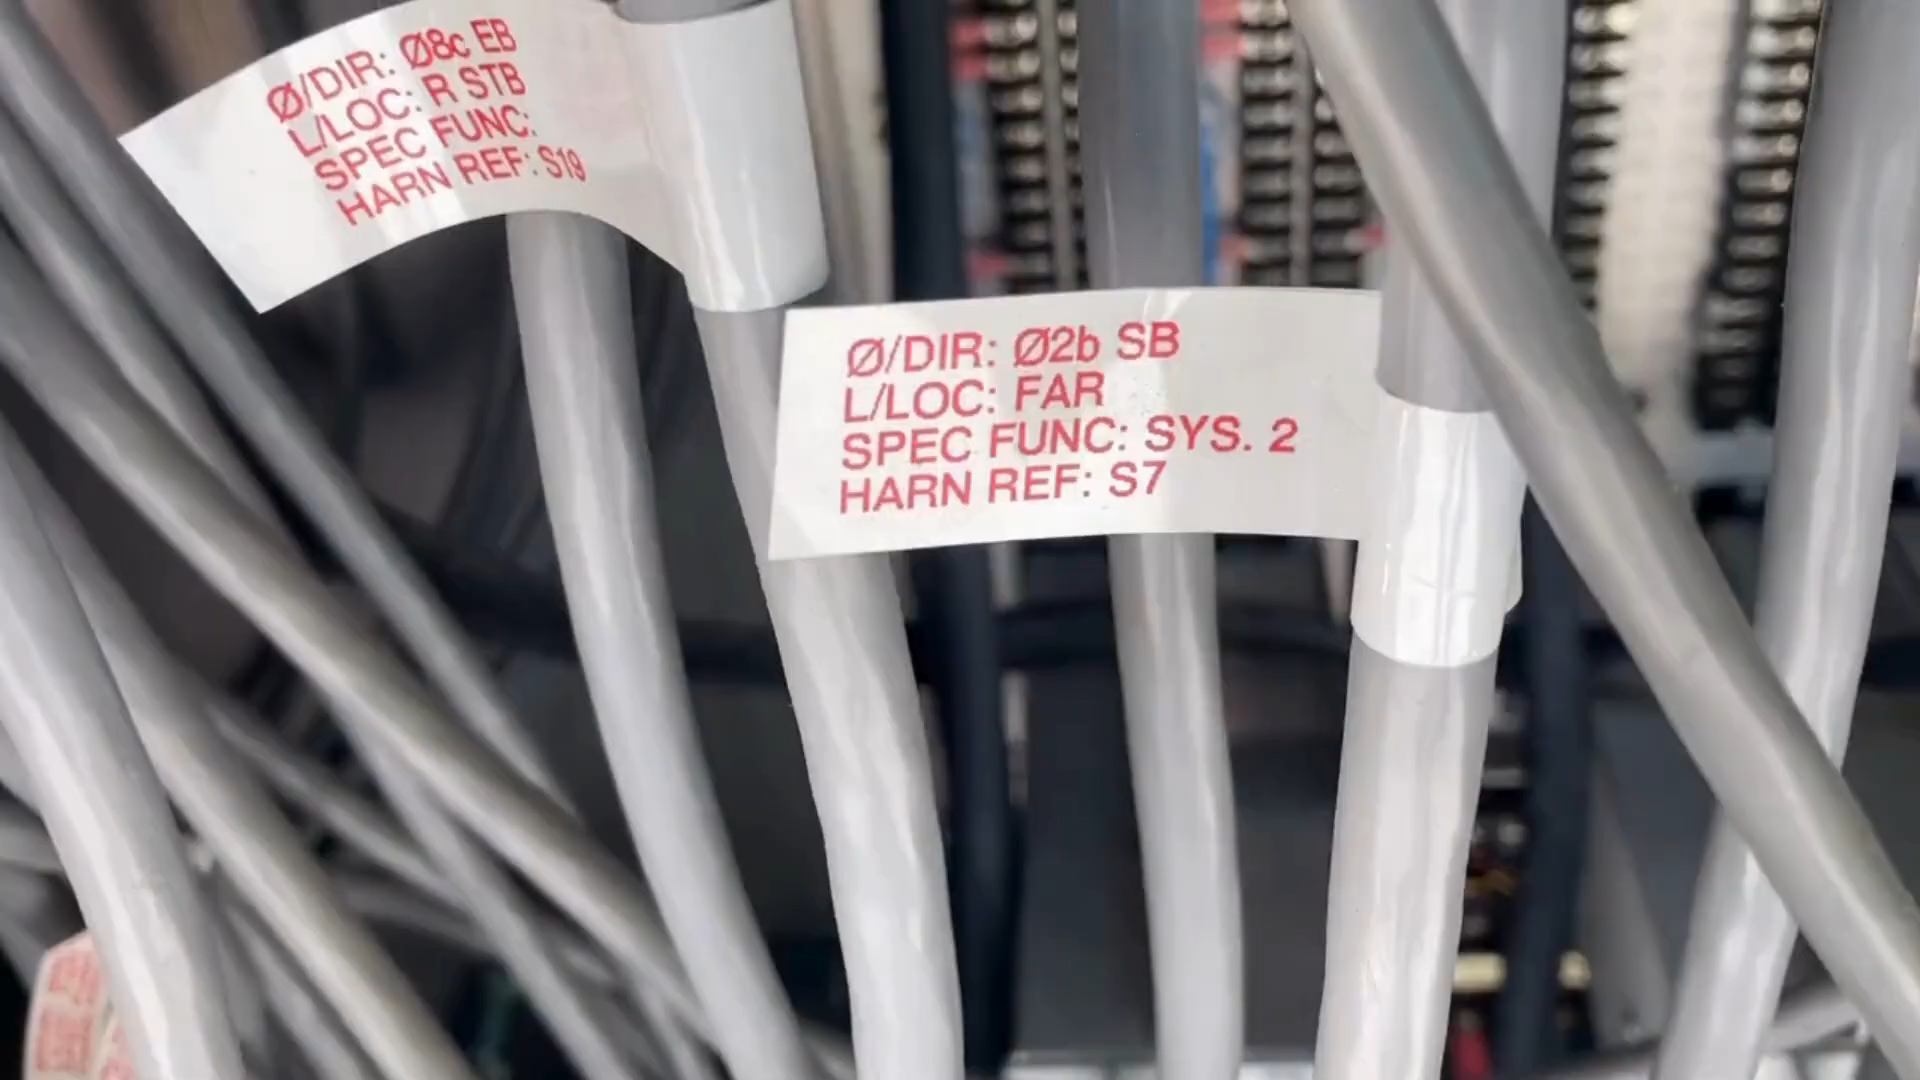 Ø/DIR: Ø8c EB
L/LOC: R STB
SPEC FUNC:
HARN REF: S19
Ø/DIR: Ø2b SB
L/LOC: FAR
SPEC FUNC: SYS. 2
HARN REF: S7